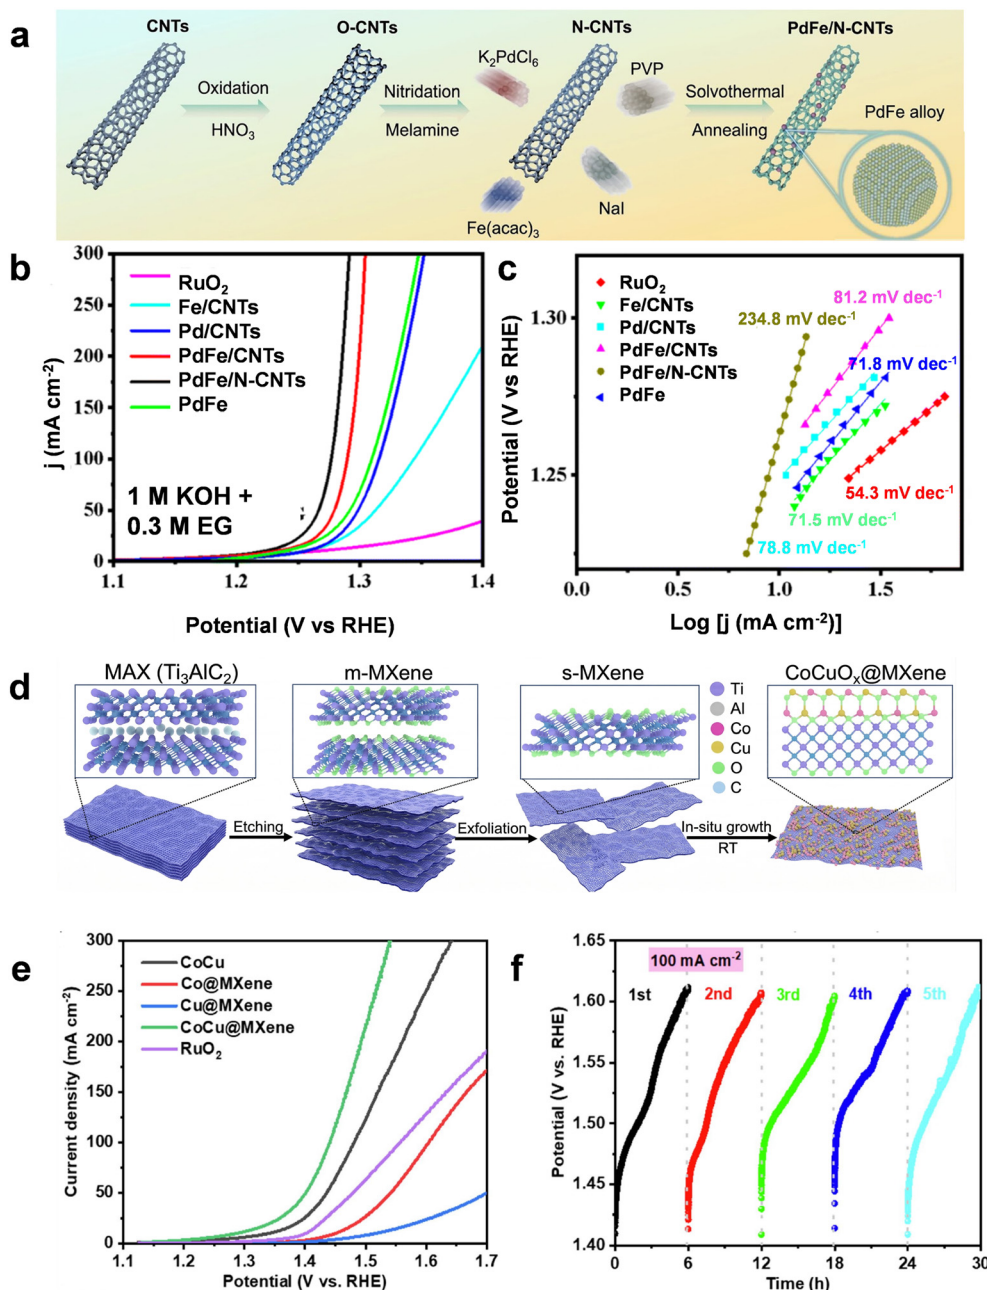 a
CNTs
O-CNTs
N-CNTs
PdFe/N-CNTs
K₂PdCl₆
PVP
Oxidation
HNO₃
Nitridation
Melamine
Solvothermal
Annealing
PdFe alloy
Fe(acac)₃
NaI
b
300
250
200
150
100
50
0
j (mA cm⁻²)
RuO₂
Fe/CNTs
Pd/CNTs
PdFe/CNTs
PdFe/N-CNTs
PdFe
1 M KOH +
0.3 M EG
1.1
1.2
1.3
1.4
Potential (V vs RHE)
c
Potential (V vs RHE)
1.30
1.25
RuO₂
Fe/CNTs
Pd/CNTs
PdFe/CNTs
PdFe/N-CNTs
PdFe
81.2 mV dec⁻¹
234.8 mV dec⁻¹
71.8 mV dec⁻¹
54.3 mV dec⁻¹
71.5 mV dec⁻¹
78.8 mV dec⁻¹
0.0
0.5
1.0
1.5
Log [j (mA cm⁻²)]
d
MAX (Ti₃AlC₂)
m-MXene
s-MXene
CoCuOₓ@MXene
Ti
Al
Co
Cu
O
C
Etching
Exfoliation
In-situ growth
RT
e
300
250
200
150
100
50
0
Current density (mA cm⁻²)
CoCu
Co@MXene
Cu@MXene
CoCu@MXene
RuO₂
1.1
1.2
1.3
1.4
1.5
1.6
1.7
Potential (V vs. RHE)
f
Potential (V vs. RHE)
1.65
1.60
1.55
1.50
1.45
1.40
100 mA cm⁻²
1st
2nd
3rd
4th
5th
0
6
12
18
24
30
Time (h)